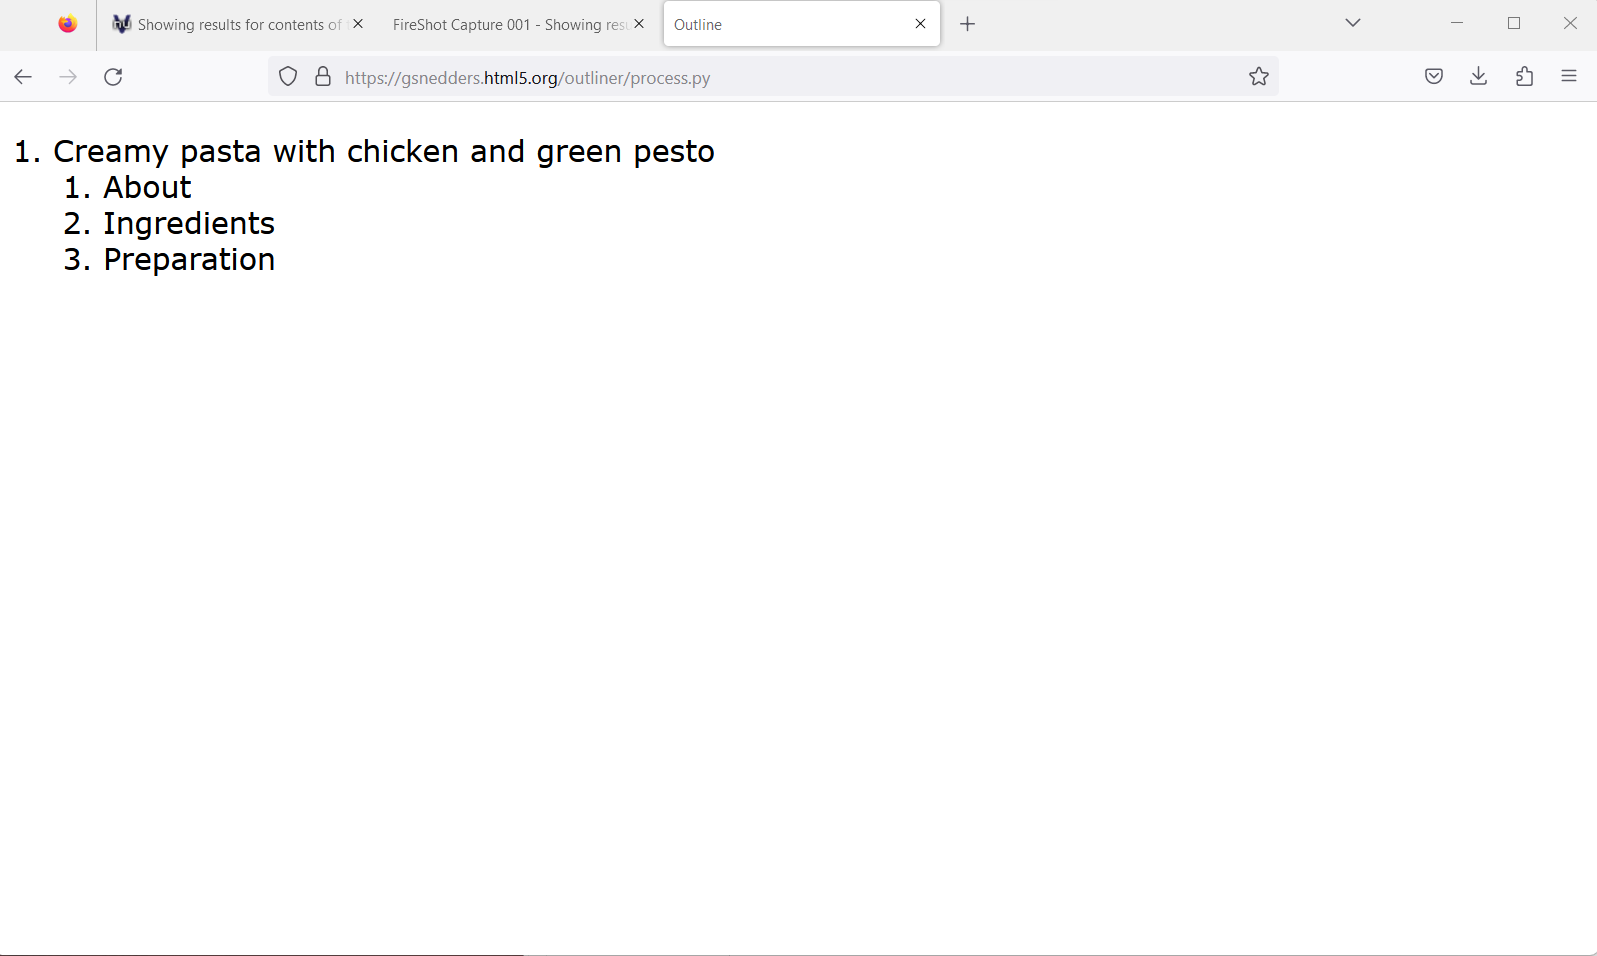 Showing results for contents of
FireShot Capture 001 - Showing resu
Outline
https://gsnedders.html5.org/outliner/process.py
1. Creamy pasta with chicken and green pesto
1. About
2. Ingredients
3. Preparation